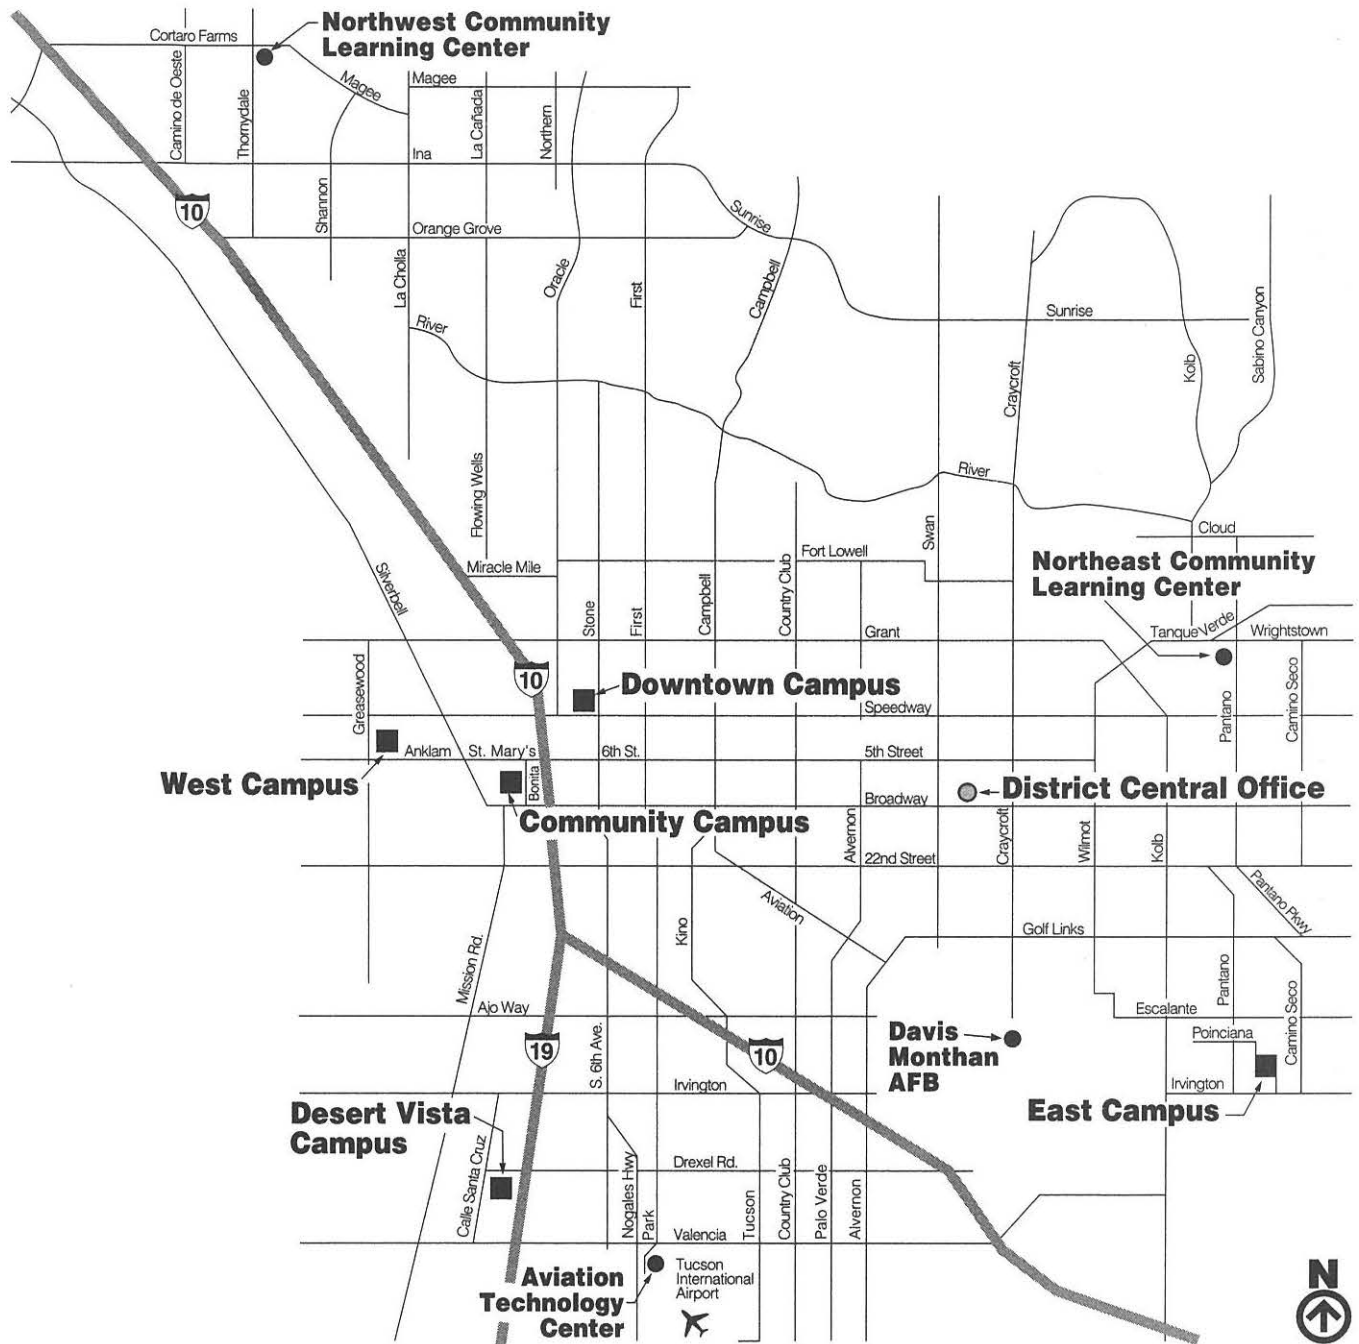 Northwest Community
Learning Center
Cortaro Farms
Camino de Oeste
Thornydale
Magee
Magee
La Cañada
Northern
Ina
Shannon
10
Orange Grove
Sunrise
La Cholla
Oracle
First
Campbell
River
Sunrise
Craycroft
Kolb
Sabino Canyon
Flowing Wells
River
Swan
Cloud
Fort Lowell
Miracle Mile
Silverbell
Northeast Community
Learning Center
Stone
First
Campbell
Country Club
Grant
Tanque Verde
Wrightstown
Greasewood
10
Downtown Campus
Speedway
Pantano
Camino Seco
Anklam
St. Mary's
6th St.
5th Street
West Campus
Bonita
Broadway
District Central Office
Community Campus
Alvernon
22nd Street
Craycroft
Wilmot
Kolb
Aviation
Pantano Pkwy
Kino
Golf Links
Mission Rd.
Ajo Way
Pantano
Camino Seco
Escalante
19
S. 6th Ave.
10
Davis
Monthan
AFB
Poinciana
Irvington
Irvington
East Campus
Desert Vista
Campus
Calle Santa Cruz
Drexel Rd.
Nogales Hwy
Park
Valencia
Tucson
Country Club
Palo Verde
Alvernon
Aviation
Technology
Center
Tucson
International
Airport
N